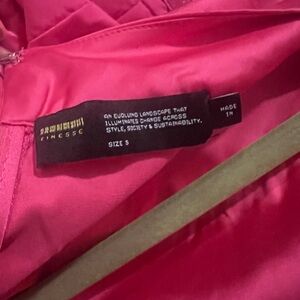 FINESSE
AN EVOLVING LANDSCAPE THAT
ILLUMINATES CHANGE ACROSS
STYLE, SOCIETY & SUSTAINABILITY.
SIZE S
MADE
IN